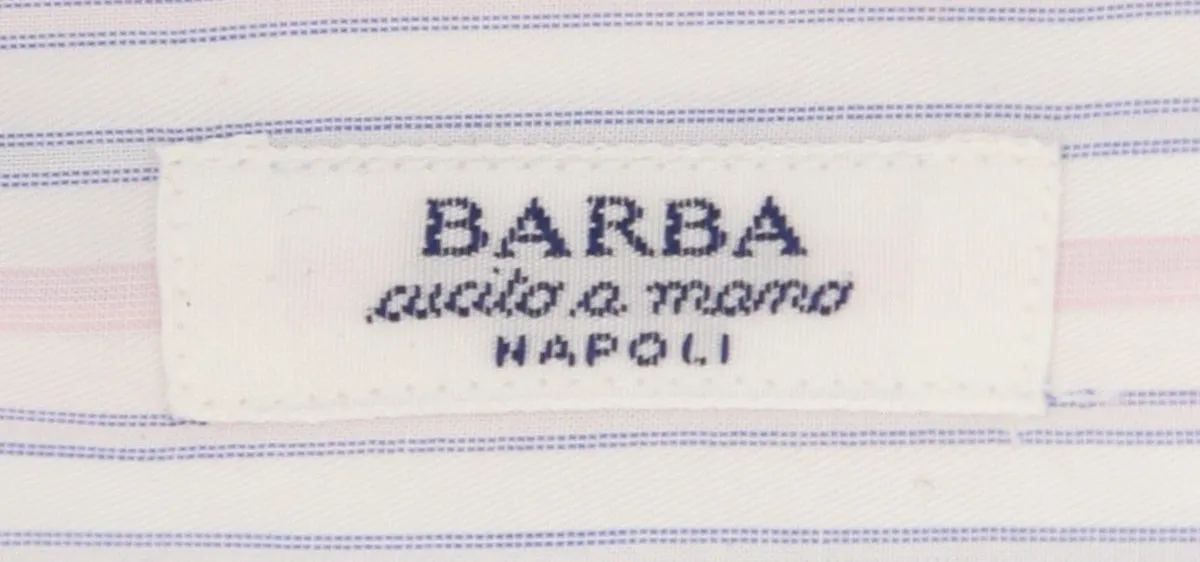 BARBA
cucito a mano
NAPOLI